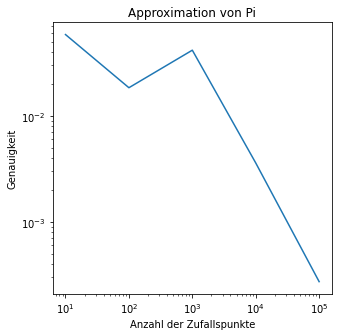 Approximation von Pi
Genauigkeit
10⁻²
10⁻³
10¹ 10² 10³ 10⁴ 10⁵
Anzahl der Zufallspunkte